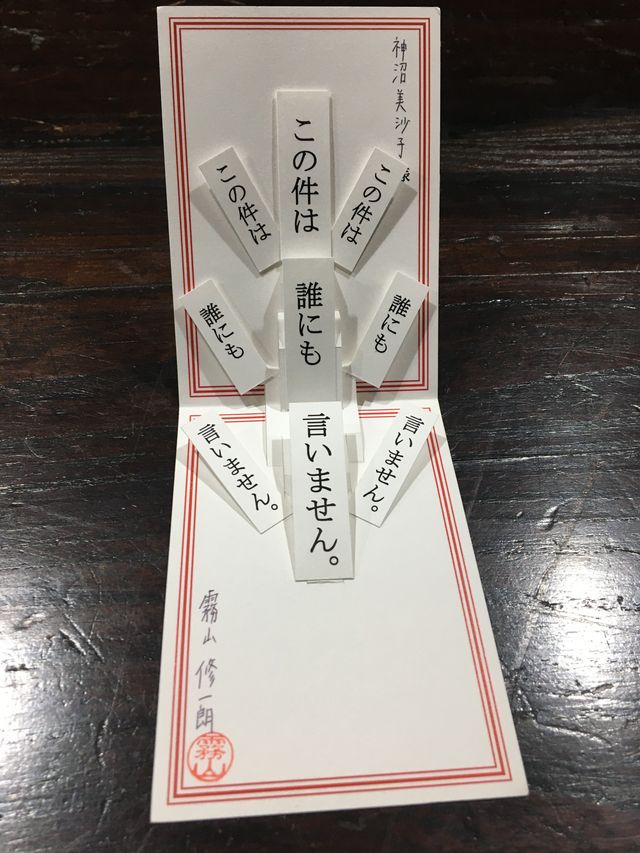 神沼美沙子様
この件は
この件は
この件は
誰にも
誰にも
誰にも
言いません。
言いません。
言いません。
霧山修一朗
霧山